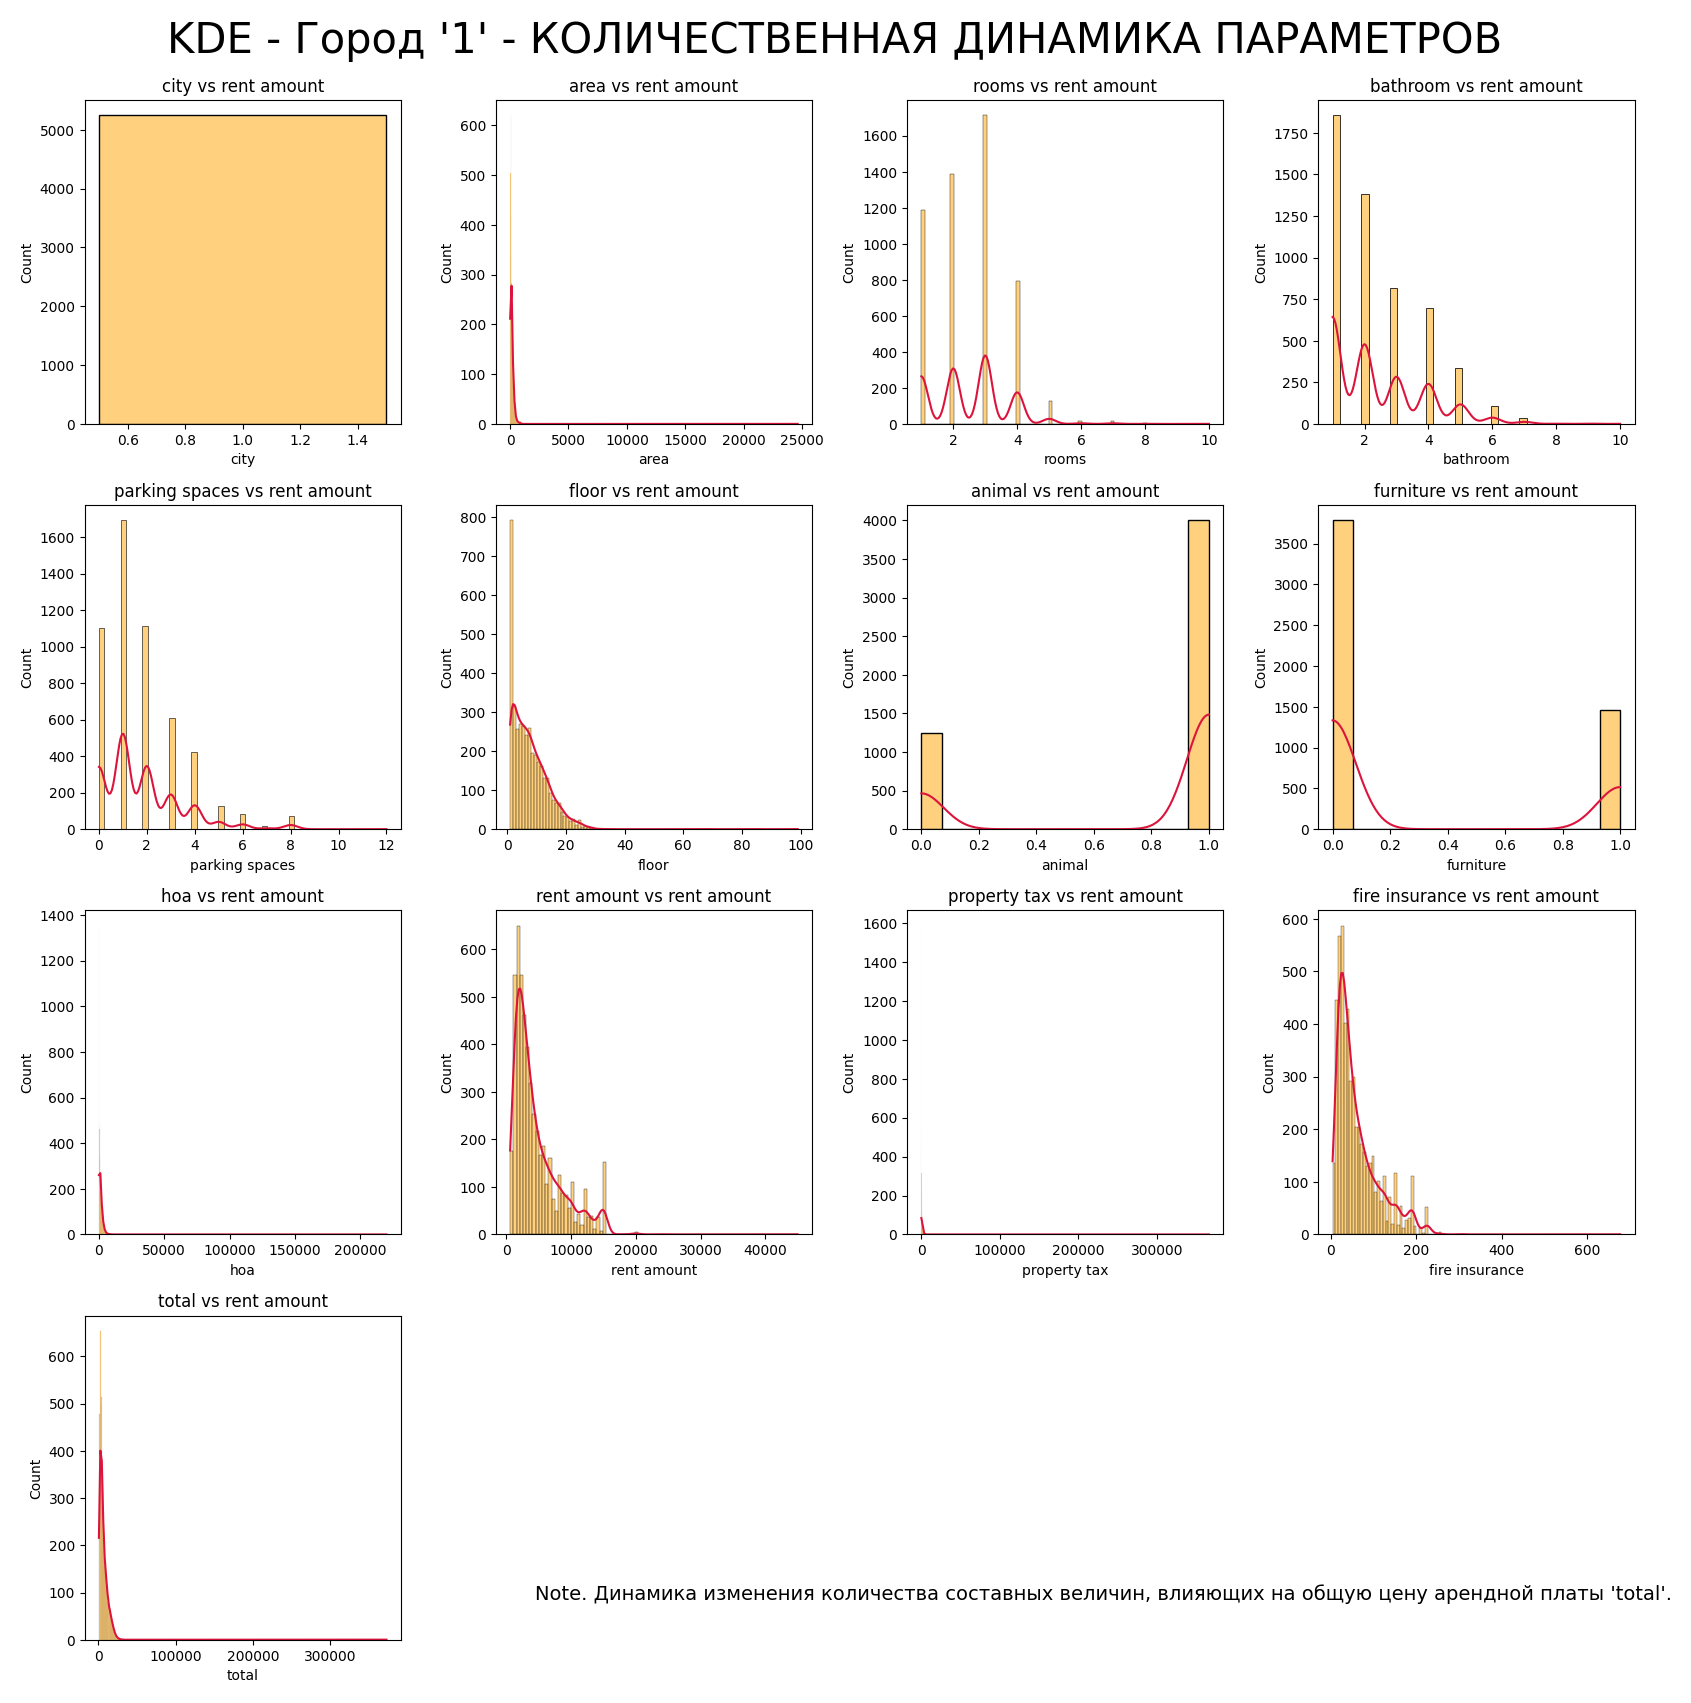 KDE - Город '1' - КОЛИЧЕСТВЕННАЯ ДИНАМИКА ПАРАМЕТРОВ
city vs rent amount
5000
4000
3000
2000
1000
0
Count
0.6 0.8 1.0 1.2 1.4
city
area vs rent amount
600
500
400
300
200
100
0
Count
0 5000 10000 15000 20000 25000
area
rooms vs rent amount
1600
1400
1200
1000
800
600
400
200
0
Count
2 4 6 8 10
rooms
bathroom vs rent amount
1750
1500
1250
1000
750
500
250
0
Count
2 4 6 8 10
bathroom
parking spaces vs rent amount
1600
1400
1200
1000
800
600
400
200
0
Count
0 2 4 6 8 10 12
parking spaces
floor vs rent amount
800
700
600
500
400
300
200
100
0
Count
0 20 40 60 80 100
floor
animal vs rent amount
4000
3500
3000
2500
2000
1500
1000
500
0
Count
0.0 0.2 0.4 0.6 0.8 1.0
animal
furniture vs rent amount
3500
3000
2500
2000
1500
1000
500
0
Count
0.0 0.2 0.4 0.6 0.8 1.0
furniture
hoa vs rent amount
1400
1200
1000
800
600
400
200
0
Count
0 50000 100000 150000 200000
hoa
rent amount vs rent amount
600
500
400
300
200
100
0
Count
0 10000 20000 30000 40000
rent amount
property tax vs rent amount
1600
1400
1200
1000
800
600
400
200
0
Count
0 100000 200000 300000
property tax
fire insurance vs rent amount
600
500
400
300
200
100
0
Count
0 200 400 600
fire insurance
total vs rent amount
600
500
400
300
200
100
0
Count
0 100000 200000 300000
total
Note. Динамика изменения количества составных величин, влияющих на общую цену арендной платы 'total'.